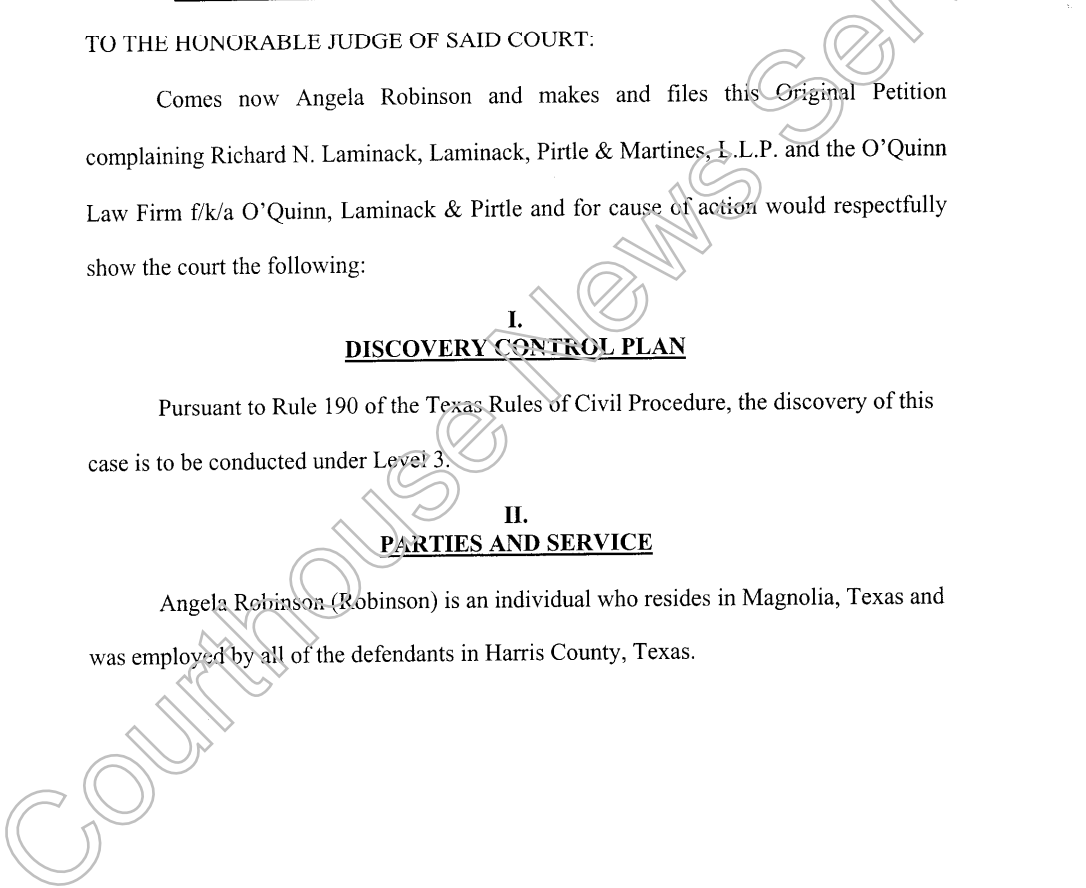 TO THE HONORABLE JUDGE OF SAID COURT:
Comes now Angela Robinson and makes and files this Original Petition
complaining Richard N. Laminack, Laminack, Pirtle & Martines, L.L.P. and the O'Quinn
Law Firm f/k/a O'Quinn, Laminack & Pirtle and for cause of action would respectfully
show the court the following:
I.
DISCOVERY CONTROL PLAN
Pursuant to Rule 190 of the Texas Rules of Civil Procedure, the discovery of this
case is to be conducted under Level 3.
II.
PARTIES AND SERVICE
Angela Robinson (Robinson) is an individual who resides in Magnolia, Texas and
was employed by all of the defendants in Harris County, Texas.
Courthouse News Ser